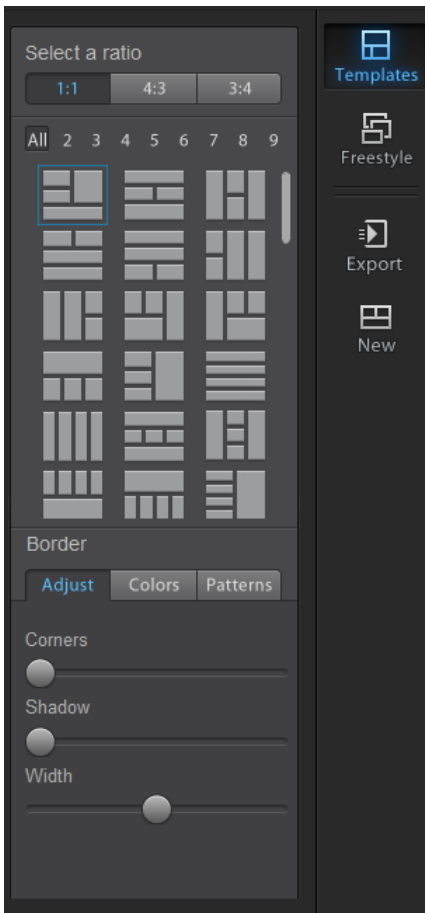 Select a ratio
1:1 4:3 3:4
All 2 3 4 5 6 7 8 9
Border
Adjust Colors Patterns
Corners
Shadow
Width
Templates
Freestyle
Export
New